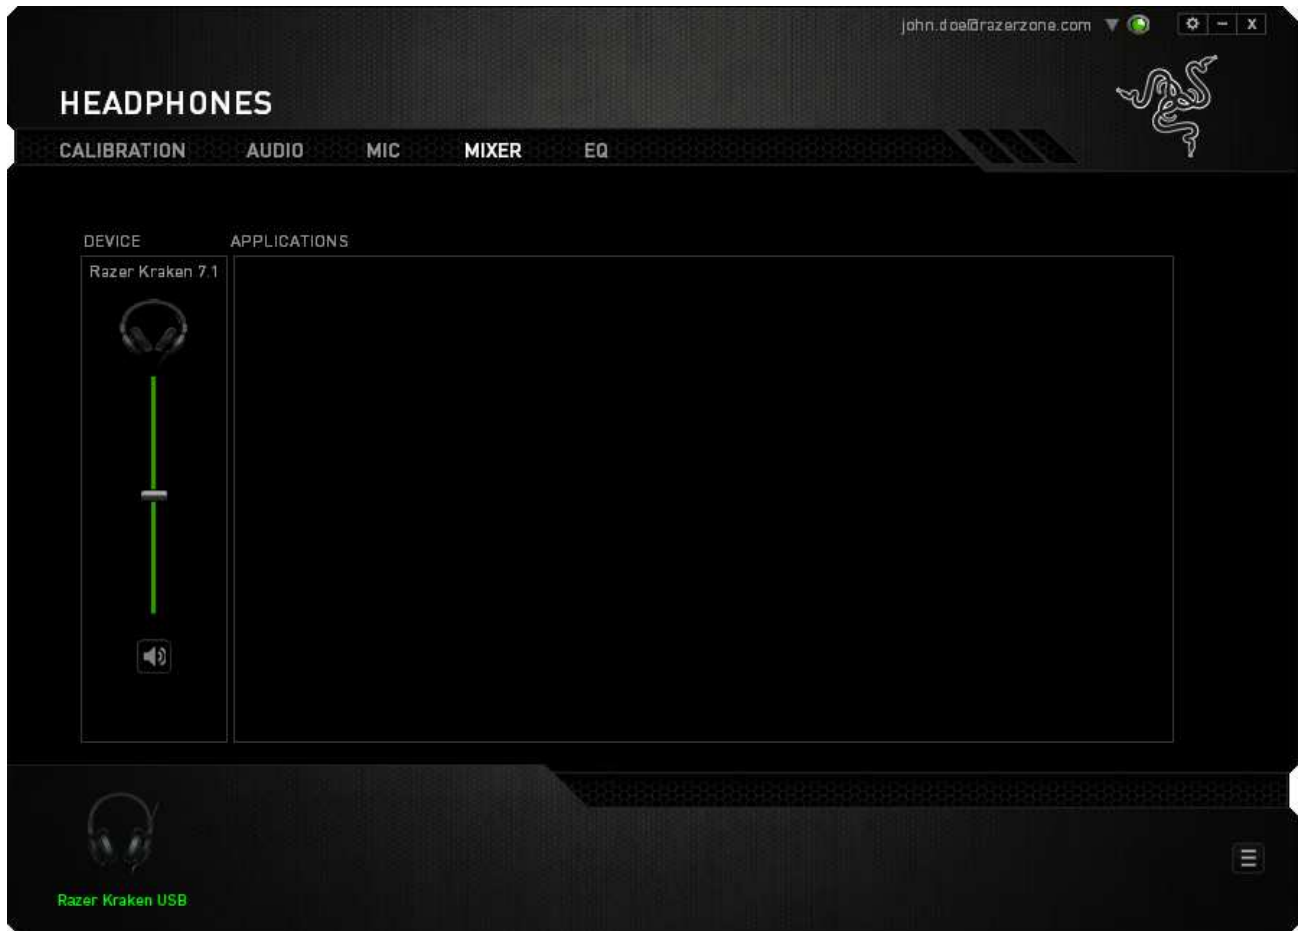 john.doe@razerzone.com
HEADPHONES
CALIBRATION AUDIO MIC MIXER EQ
DEVICE APPLICATIONS
Razer Kraken 7.1
Razer Kraken USB